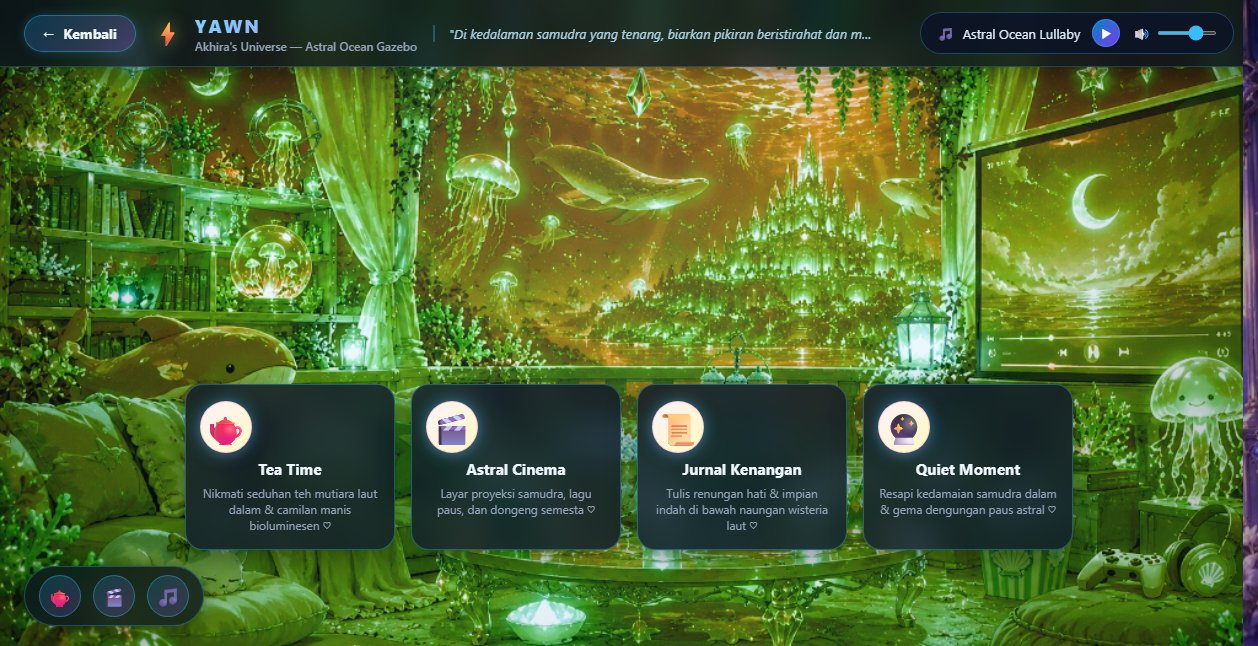 ← Kembali
YAWN
Akhira's Universe — Astral Ocean Gazebo
"Di kedalaman samudra yang tenang, biarkan pikiran beristirahat dan m...
Astral Ocean Lullaby
Tea Time
Nikmati seduhan teh mutiara laut
dalam & camilan manis
bioluminesen ♡
Astral Cinema
Layar proyeksi samudra, lagu
paus, dan dongeng semesta ♡
Jurnal Kenangan
Tulis renungan hati & impian
indah di bawah naungan wisteria
laut ♡
Quiet Moment
Resapi kedamaian samudra dalam
& gema dengungan paus astral ♡